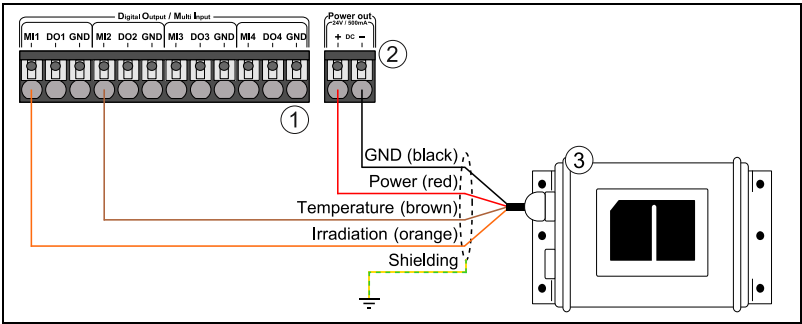 Digital Output / Multi Input
MI1 DO1 GND MI2 DO2 GND MI3 DO3 GND MI4 DO4 GND
Power out
24V / 500mA
+ DC −
2
1
GND (black)
3
Power (red)
Temperature (brown)
Irradiation (orange)
Shielding